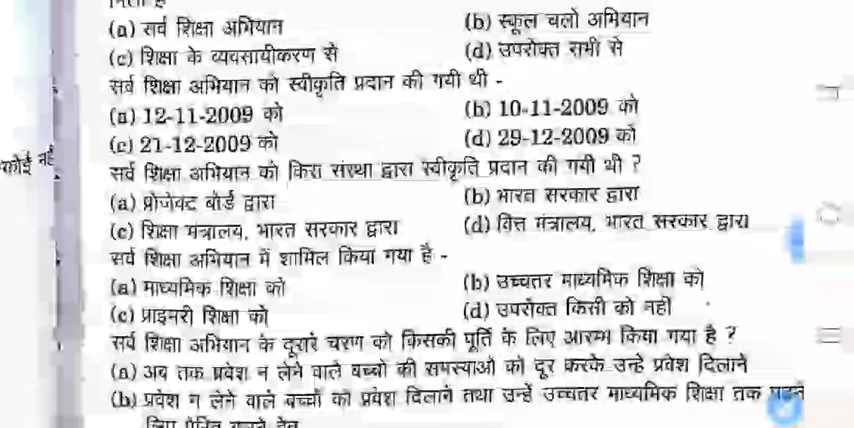 (a) सर्व शिक्षा अभियान (b) स्कूल चलो अभियान
(c) शिक्षा के व्यवसायीकरण से (d) उपरोक्त सभी से
सर्व शिक्षा अभियान को स्वीकृति प्रदान की गयी थी -
(a) 12-11-2009 को (b) 10-11-2009 को
(c) 21-12-2009 को (d) 29-12-2009 को
कोई नहीं
सर्व शिक्षा अभियान को किस संस्था द्वारा स्वीकृति प्रदान की गयी थी ?
(a) प्रोजेक्ट बोर्ड द्वारा (b) भारत सरकार द्वारा
(c) शिक्षा मंत्रालय, भारत सरकार द्वारा (d) वित्त मंत्रालय, भारत सरकार द्वारा
सर्व शिक्षा अभियान में शामिल किया गया है -
(a) माध्यमिक शिक्षा को (b) उच्चतर माध्यमिक शिक्षा को
(c) प्राइमरी शिक्षा को (d) उपरोक्त किसी को नहीं
सर्व शिक्षा अभियान के दूसरे चरण को किसकी पूर्ति के लिए आरम्भ किया गया है ?
(a) अब तक प्रवेश न लेने वाले बच्चों की समस्याओं को दूर करके उन्हें प्रवेश दिलाने
(b) प्रवेश न लेने वाले बच्चों को प्रवेश दिलाने तथा उन्हें उच्चतर माध्यमिक शिक्षा तक पढ़ने